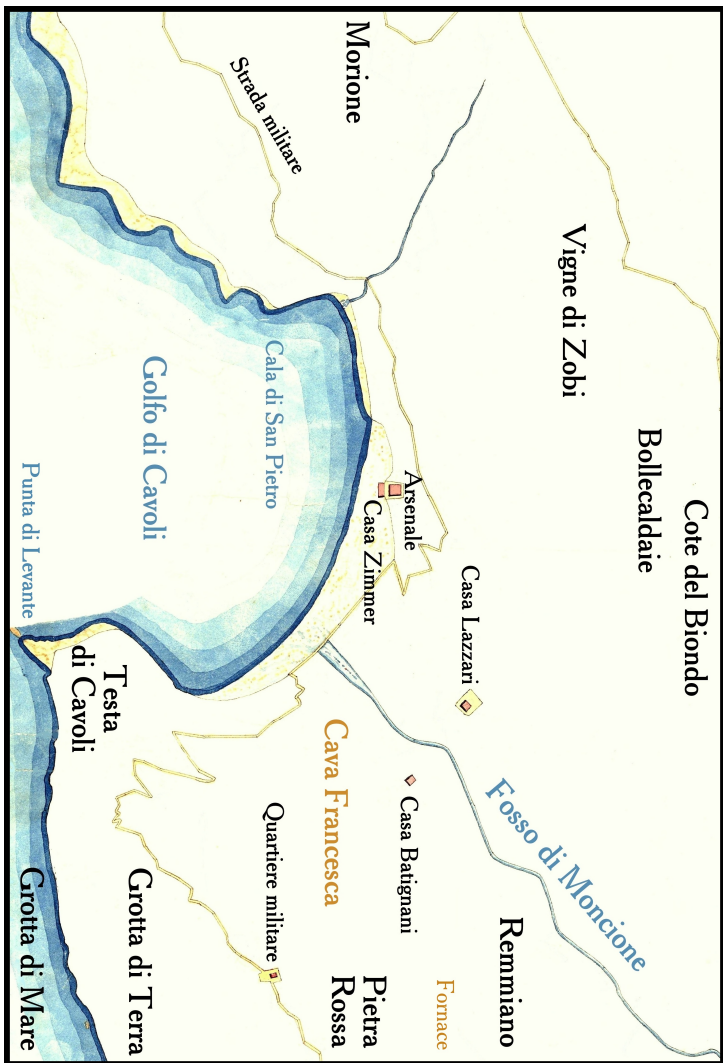 Morione
Strada militare
Vigne di Zobi
Bollecaldaie
Cote del Biondo
Cala di San Pietro
Golfo di Cavoli
Punta di Levante
Arsenale
Casa Zimmer
Casa Lazzari
Testa
di Cavoli
Cava Francesca
Casa Batignani
Fosso di Moncione
Quartiere militare
Grotta di Mare
Grotta di Terra
Remmiano
Fornace
Pietra
Rossa